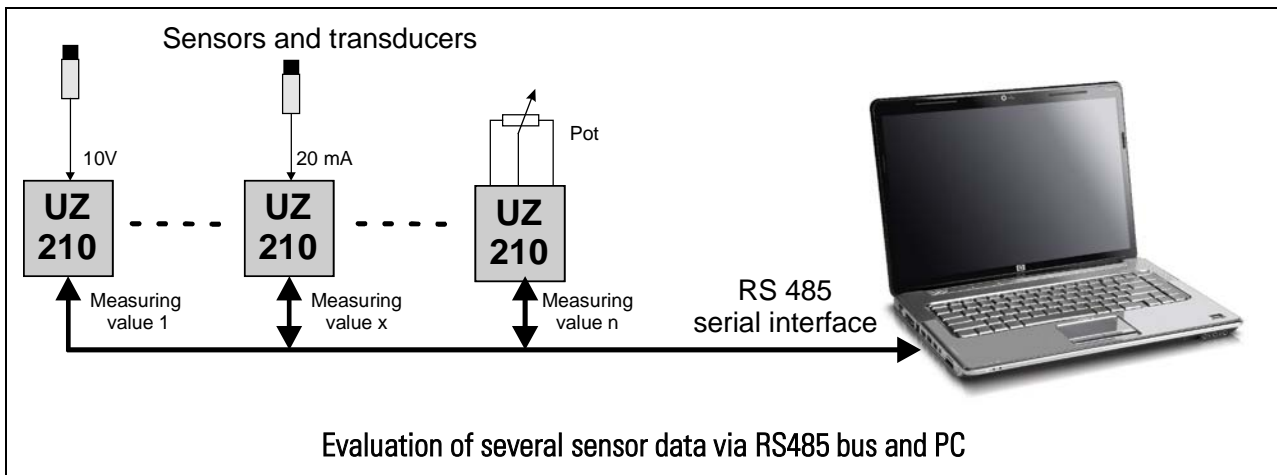 Sensors and transducers
10V
20 mA
Pot
UZ
210
UZ
210
UZ
210
Measuring
value 1
Measuring
value x
Measuring
value n
RS 485
serial interface
Evaluation of several sensor data via RS485 bus and PC